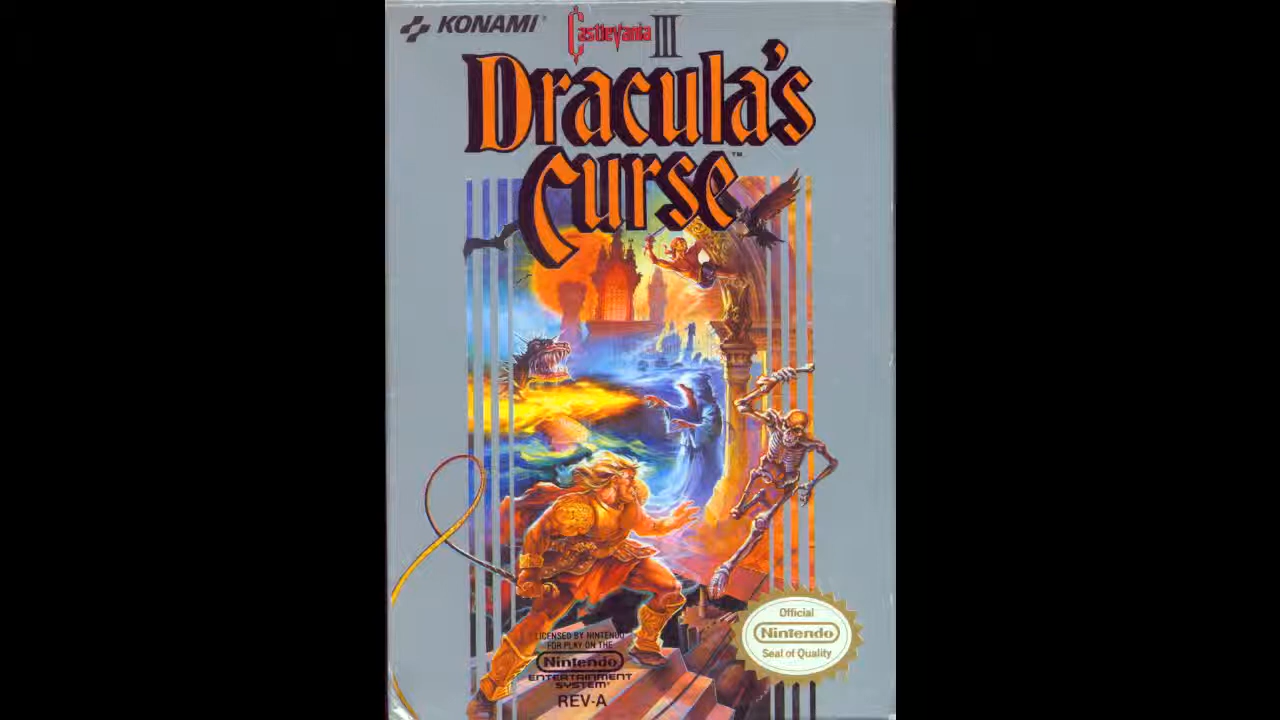 KONAMI®
Castlevania III
Dracula's
Curse™
LICENSED BY NINTENDO
FOR PLAY ON THE
Nintendo
ENTERTAINMENT
SYSTEM®
REV-A
Official
Nintendo
Seal of Quality